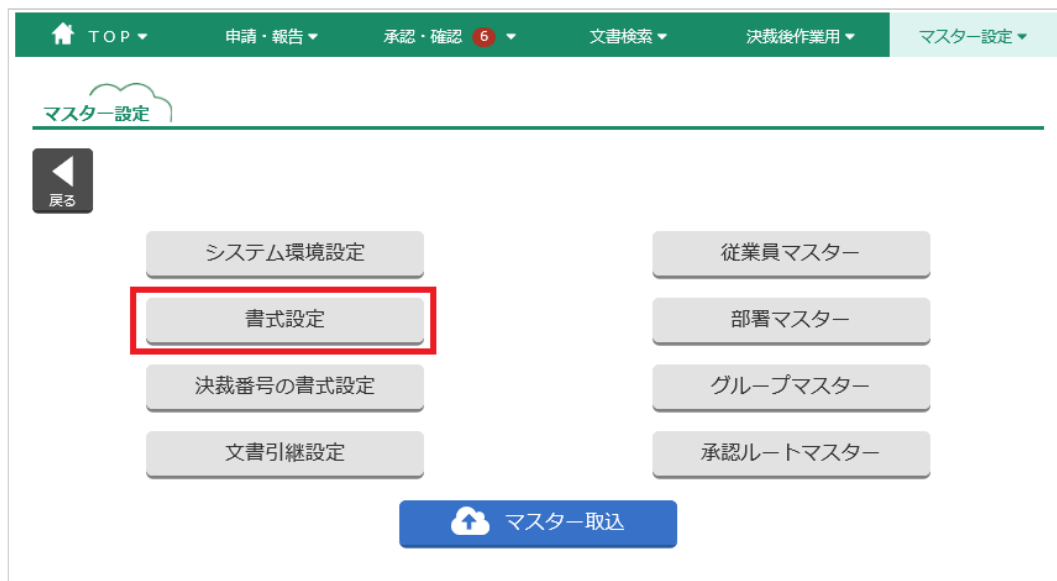 TOP▼ 申請・報告▼ 承認・確認 6 ▼ 文書検索▼ 決裁後作業用▼ マスター設定▼
マスター設定
戻る
システム環境設定 従業員マスター
書式設定 部署マスター
決裁番号の書式設定 グループマスター
文書引継設定 承認ルートマスター
マスター取込